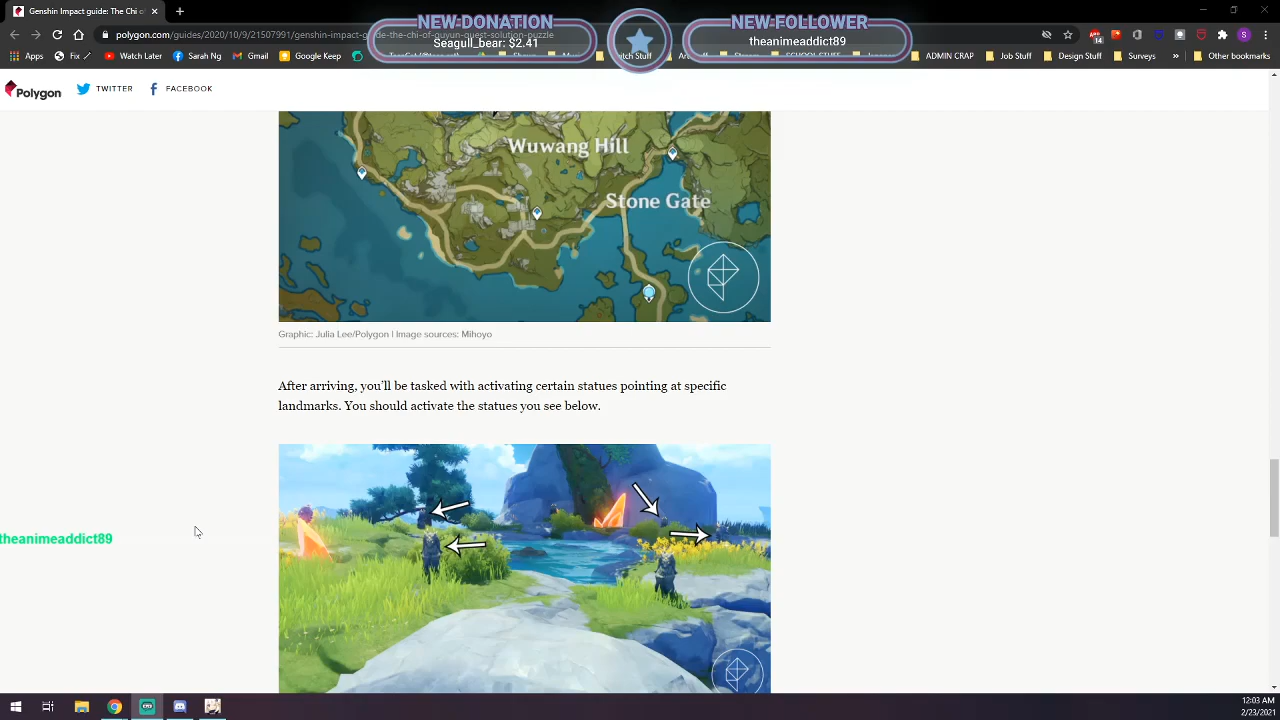 Genshin Impact guide: The Chi of
NEW DONATION
Seagull_bear: $2.41
NEW FOLLOWER
theanimeaddict89
polygon.com/guides/2020/10/9/21507991/genshin-impact-guide-the-chi-of-guyun-quest-solution-puzzle
Apps
Fix
Watch Later
Sarah Ng
Gmail
Google Keep
14
S
ADMIN CRAP
Job Stuff
Design Stuff
Surveys
»
Other bookmarks
Polygon
TWITTER
FACEBOOK
Wuwang Hill
Stone Gate
Graphic: Julia Lee/Polygon | Image sources: Mihoyo
After arriving, you’ll be tasked with activating certain statues pointing at specific
landmarks. You should activate the statues you see below.
theanimeaddict89
12:03 AM
2/23/2021